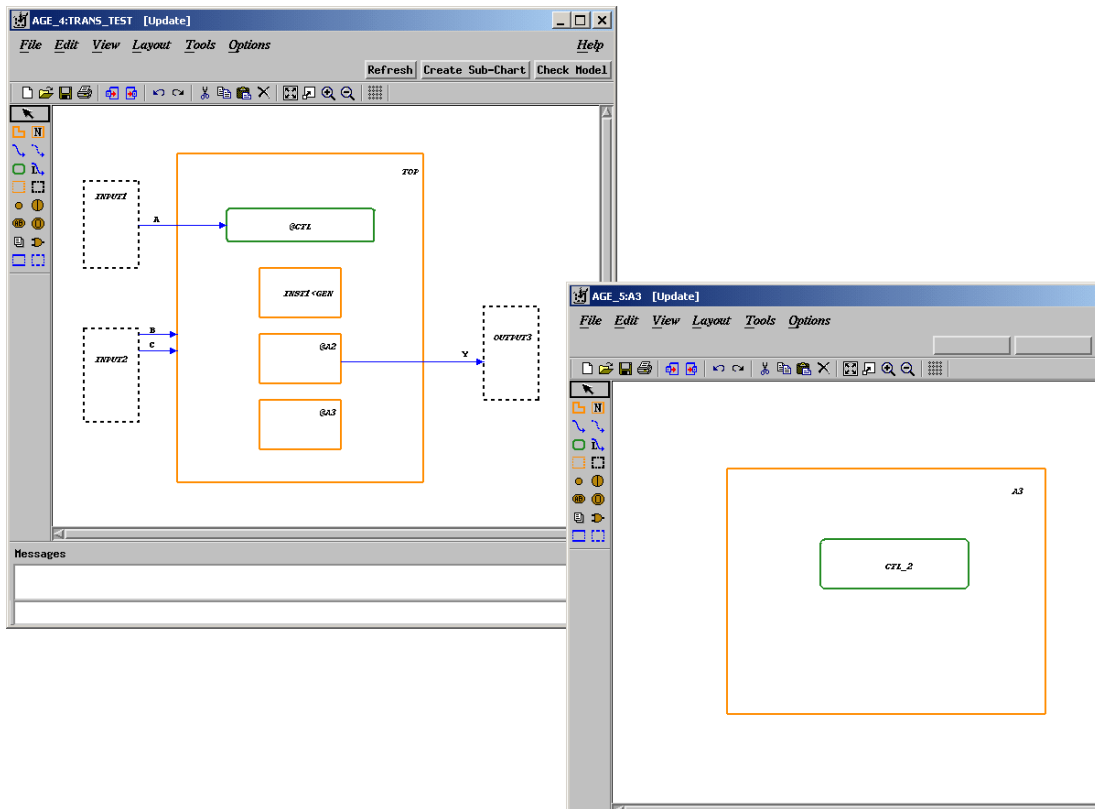 AGE_4:TRANS_TEST [Update]
File Edit View Layout Tools Options Help
Refresh Create Sub-Chart Check Model
N
TOP
INPUT1
A
@CTL
INST1<GEN
B
INPUT2
C
@A2
Y
OUTPUT3
@A3
Messages
AGE_5:A3 [Update]
File Edit View Layout Tools Options
N
A3
CTL_2